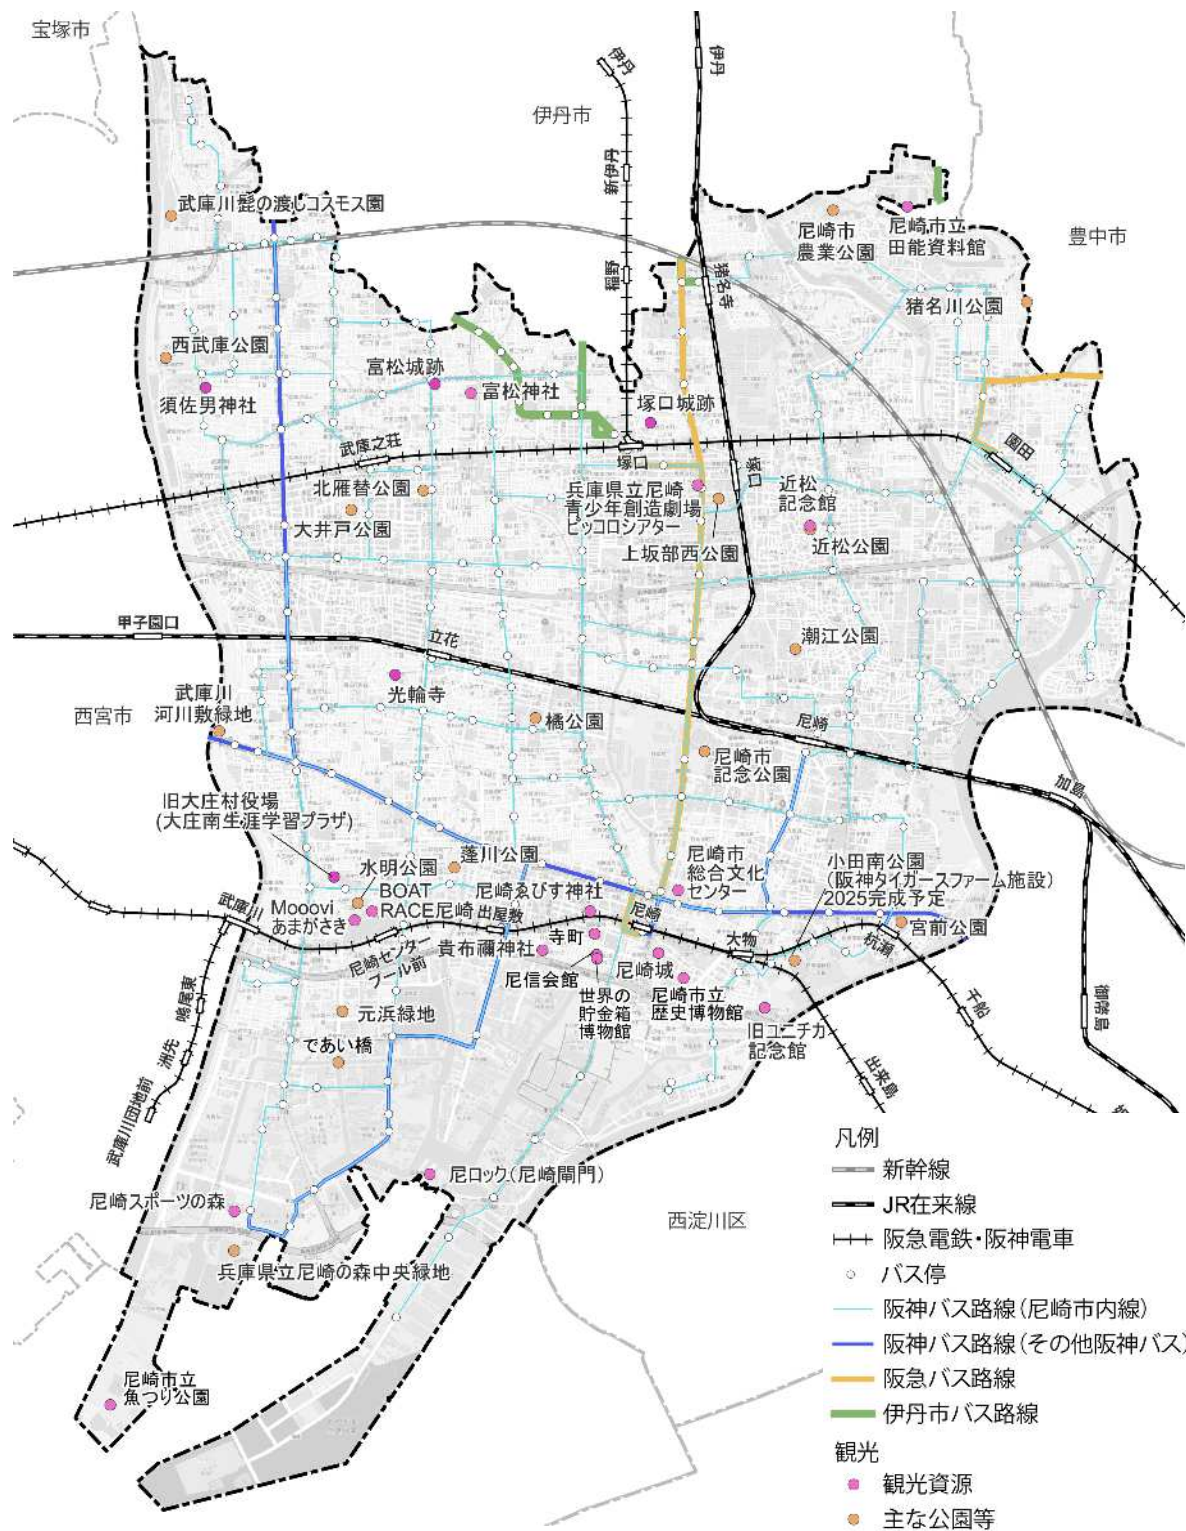 宝塚市
伊丹市
豊中市
西宮市
西淀川区
伊丹
伊丹
新伊丹
稲野
猪名寺
武庫川髭の渡しコスモス園
尼崎市
農業公園
尼崎市立
田能資料館
猪名川公園
西武庫公園
須佐男神社
富松城跡
富松神社
塚口城跡
武庫之荘
塚口
塚口
園田
北雁替公園
大井戸公園
兵庫県立尼崎
青少年創造劇場
ピッコロシアター
上坂部西公園
近松
記念館
近松公園
甲子園口
立花
潮江公園
武庫川
河川敷緑地
光輪寺
橘公園
尼崎
尼崎市
記念公園
加島
旧大庄村役場
(大庄南生涯学習プラザ)
水明公園
蓬川公園
BOAT
RACE尼崎
Mooovi
あまがさき
尼崎ゑびす神社
尼崎市
総合文化
センター
小田南公園
(阪神タイガースファーム施設)
2025完成予定
宮前公園
武庫川
尼崎センター
プール前
出屋敷
尼崎
大物
杭瀬
千船
御幣島
出来島
貴布禰神社
寺町
尼信会館
世界の
貯金箱
博物館
尼崎城
尼崎市立
歴史博物館
旧ユニチカ
記念館
鳴尾東
洲先
武庫川団地前
元浜緑地
であい橋
尼ロック(尼崎閘門)
尼崎スポーツの森
兵庫県立尼崎の森中央緑地
尼崎市立
魚つり公園
凡例
新幹線
JR在来線
阪急電鉄・阪神電車
バス停
阪神バス路線(尼崎市内線)
阪神バス路線(その他阪神バス)
阪急バス路線
伊丹市バス路線
観光
観光資源
主な公園等